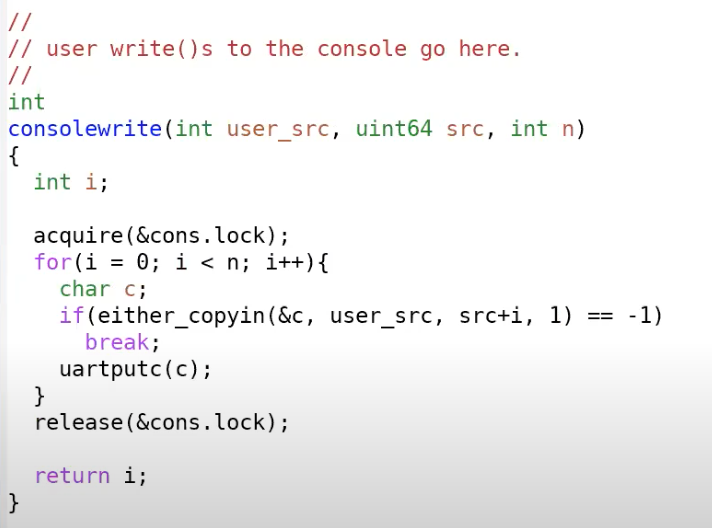 //
// user write()s to the console go here.
//
int
consolewrite(int user_src, uint64 src, int n)
{
  int i;

  acquire(&cons.lock);
  for(i = 0; i < n; i++){
    char c;
    if(either_copyin(&c, user_src, src+i, 1) == -1)
      break;
    uartputc(c);
  }
  release(&cons.lock);

  return i;
}